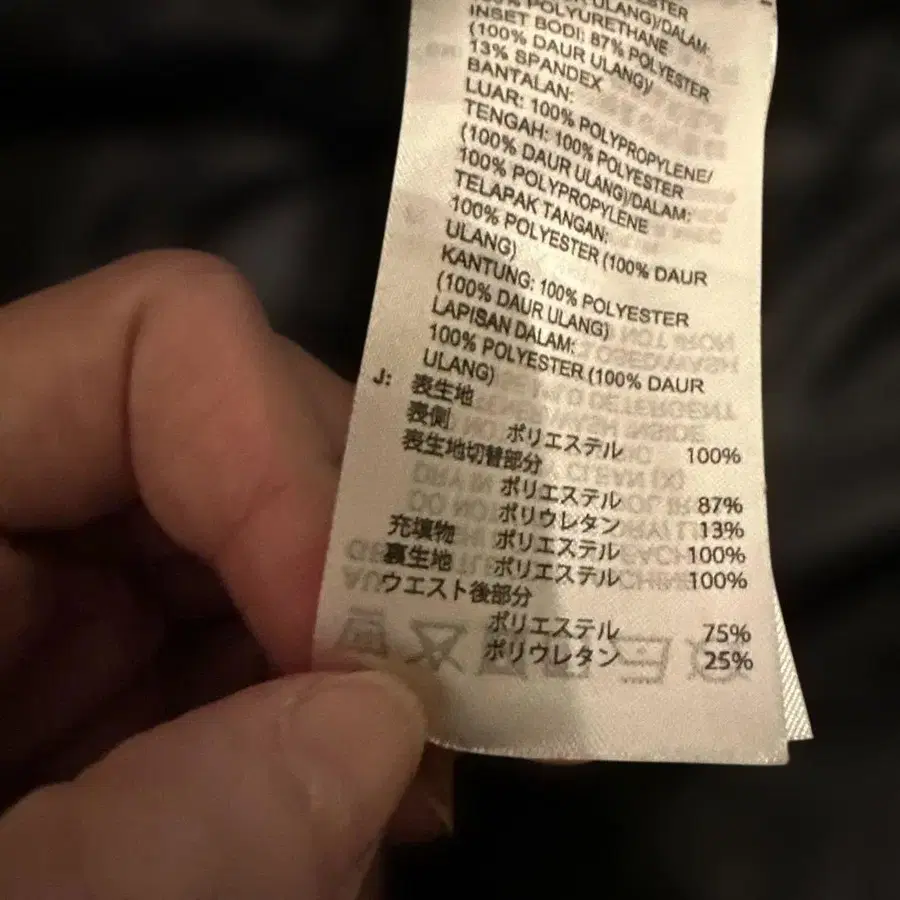 ULANG)/DALAM:
100% POLYURETHANE
INSET BODI: 87% POLYESTER
(100% DAUR ULANG)/
13% SPANDEX
BANTALAN:
LUAR: 100% POLYPROPYLENE/
TENGAH: 100% POLYESTER
(100% DAUR ULANG)/DALAM:
100% POLYPROPYLENE
TELAPAK TANGAN:
100% POLYESTER (100% DAUR
ULANG)
KANTUNG: 100% POLYESTER
(100% DAUR ULANG)
LAPISAN DALAM:
100% POLYESTER (100% DAUR
ULANG)
J: 表生地
表側 ポリエステル 100%
表生地切替部分
ポリエステル 87%
ポリウレタン 13%
充填物 ポリエステル 100%
裏生地 ポリエステル 100%
ウエスト後部分
ポリエステル 75%
ポリウレタン 25%